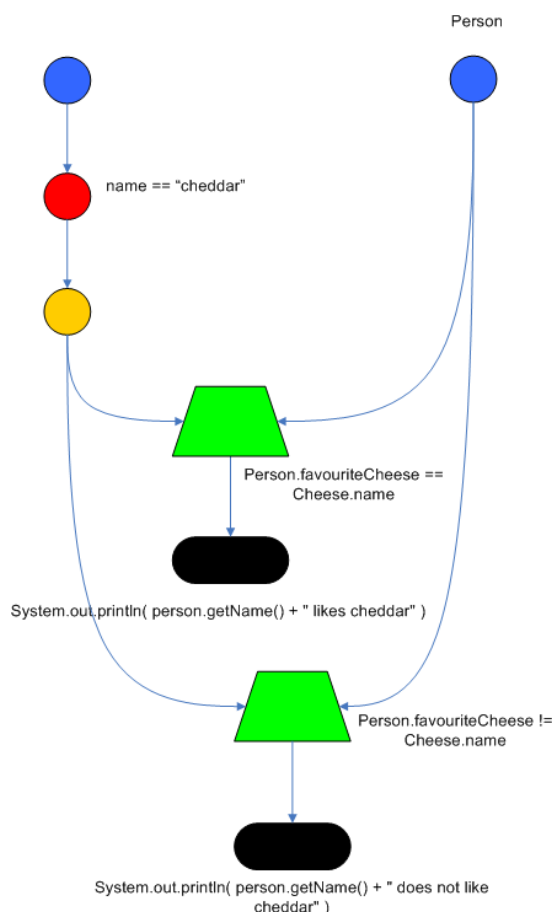 Person
name == “cheddar”
Person.favouriteCheese ==
Cheese.name
System.out.println( person.getName() + " likes cheddar" )
Person.favouriteCheese !=
Cheese.name
System.out.println( person.getName() + " does not like
cheddar" )